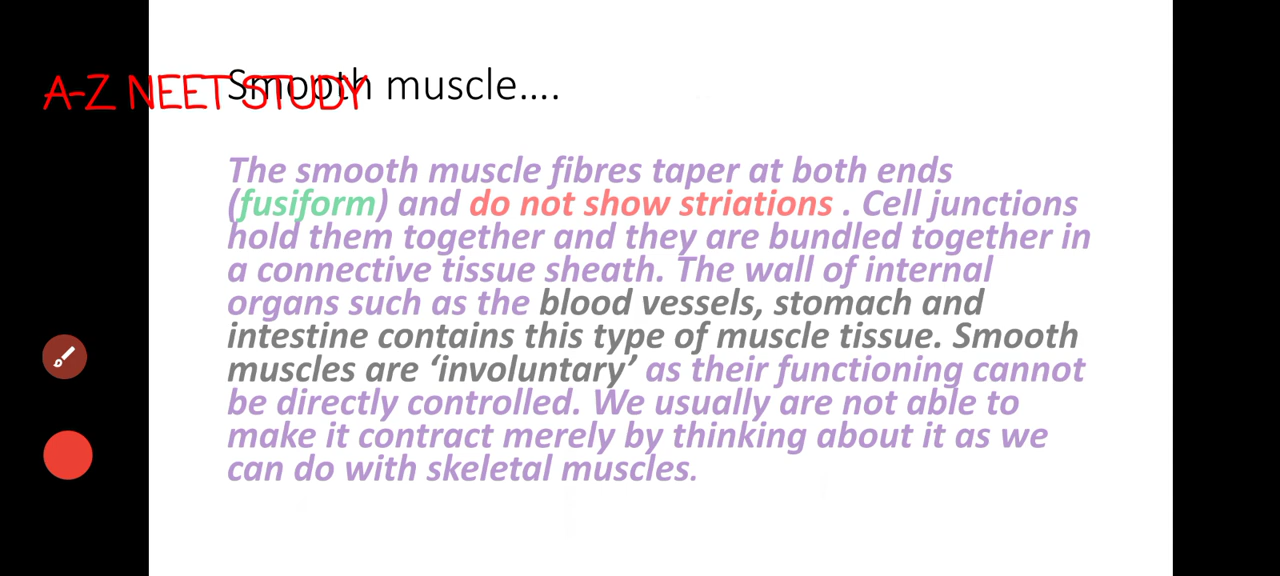 A-Z NEET STUDY
Smooth muscle....
The smooth muscle fibres taper at both ends
(fusiform) and do not show striations . Cell junctions
hold them together and they are bundled together in
a connective tissue sheath. The wall of internal
organs such as the blood vessels, stomach and
intestine contains this type of muscle tissue. Smooth
muscles are ‘involuntary’ as their functioning cannot
be directly controlled. We usually are not able to
make it contract merely by thinking about it as we
can do with skeletal muscles.